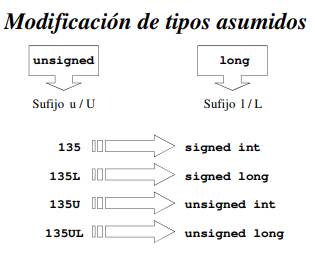 Modificación de tipos asumidos
unsigned long
Sufijo u / U Sufijo l / L
135 signed int
135L signed long
135U unsigned int
135UL unsigned long